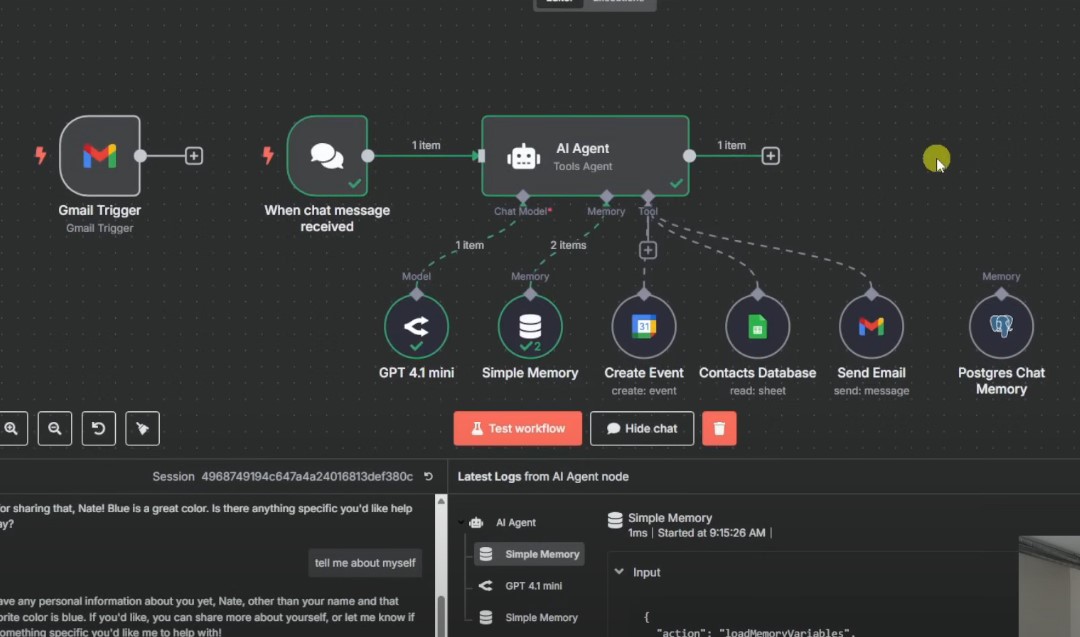 1 item
AI Agent
Tools Agent
1 item
Gmail Trigger
Gmail Trigger
When chat message
received
Chat Model*
Memory
Tool
1 item
2 items
Model
Memory
Memory
31
2
GPT 4.1 mini
Simple Memory
Create Event
create: event
Contacts Database
read: sheet
Send Email
send: message
Postgres Chat
Memory
Test workflow
Hide chat
Session 4968749194c647a4a24016813def380c
Latest Logs from AI Agent node
or sharing that, Nate! Blue is a great color. Is there anything specific you'd like help
y?
tell me about myself
ave any personal information about you yet, Nate, other than your name and that
orite color is blue. If you'd like, you can share more about yourself, or let me know if
omething specific you'd like me to help with!
AI Agent
Simple Memory
GPT 4.1 mini
Simple Memory
Simple Memory
1ms | Started at 9:15:26 AM |
Input
{
"action": "loadMemoryVariables",